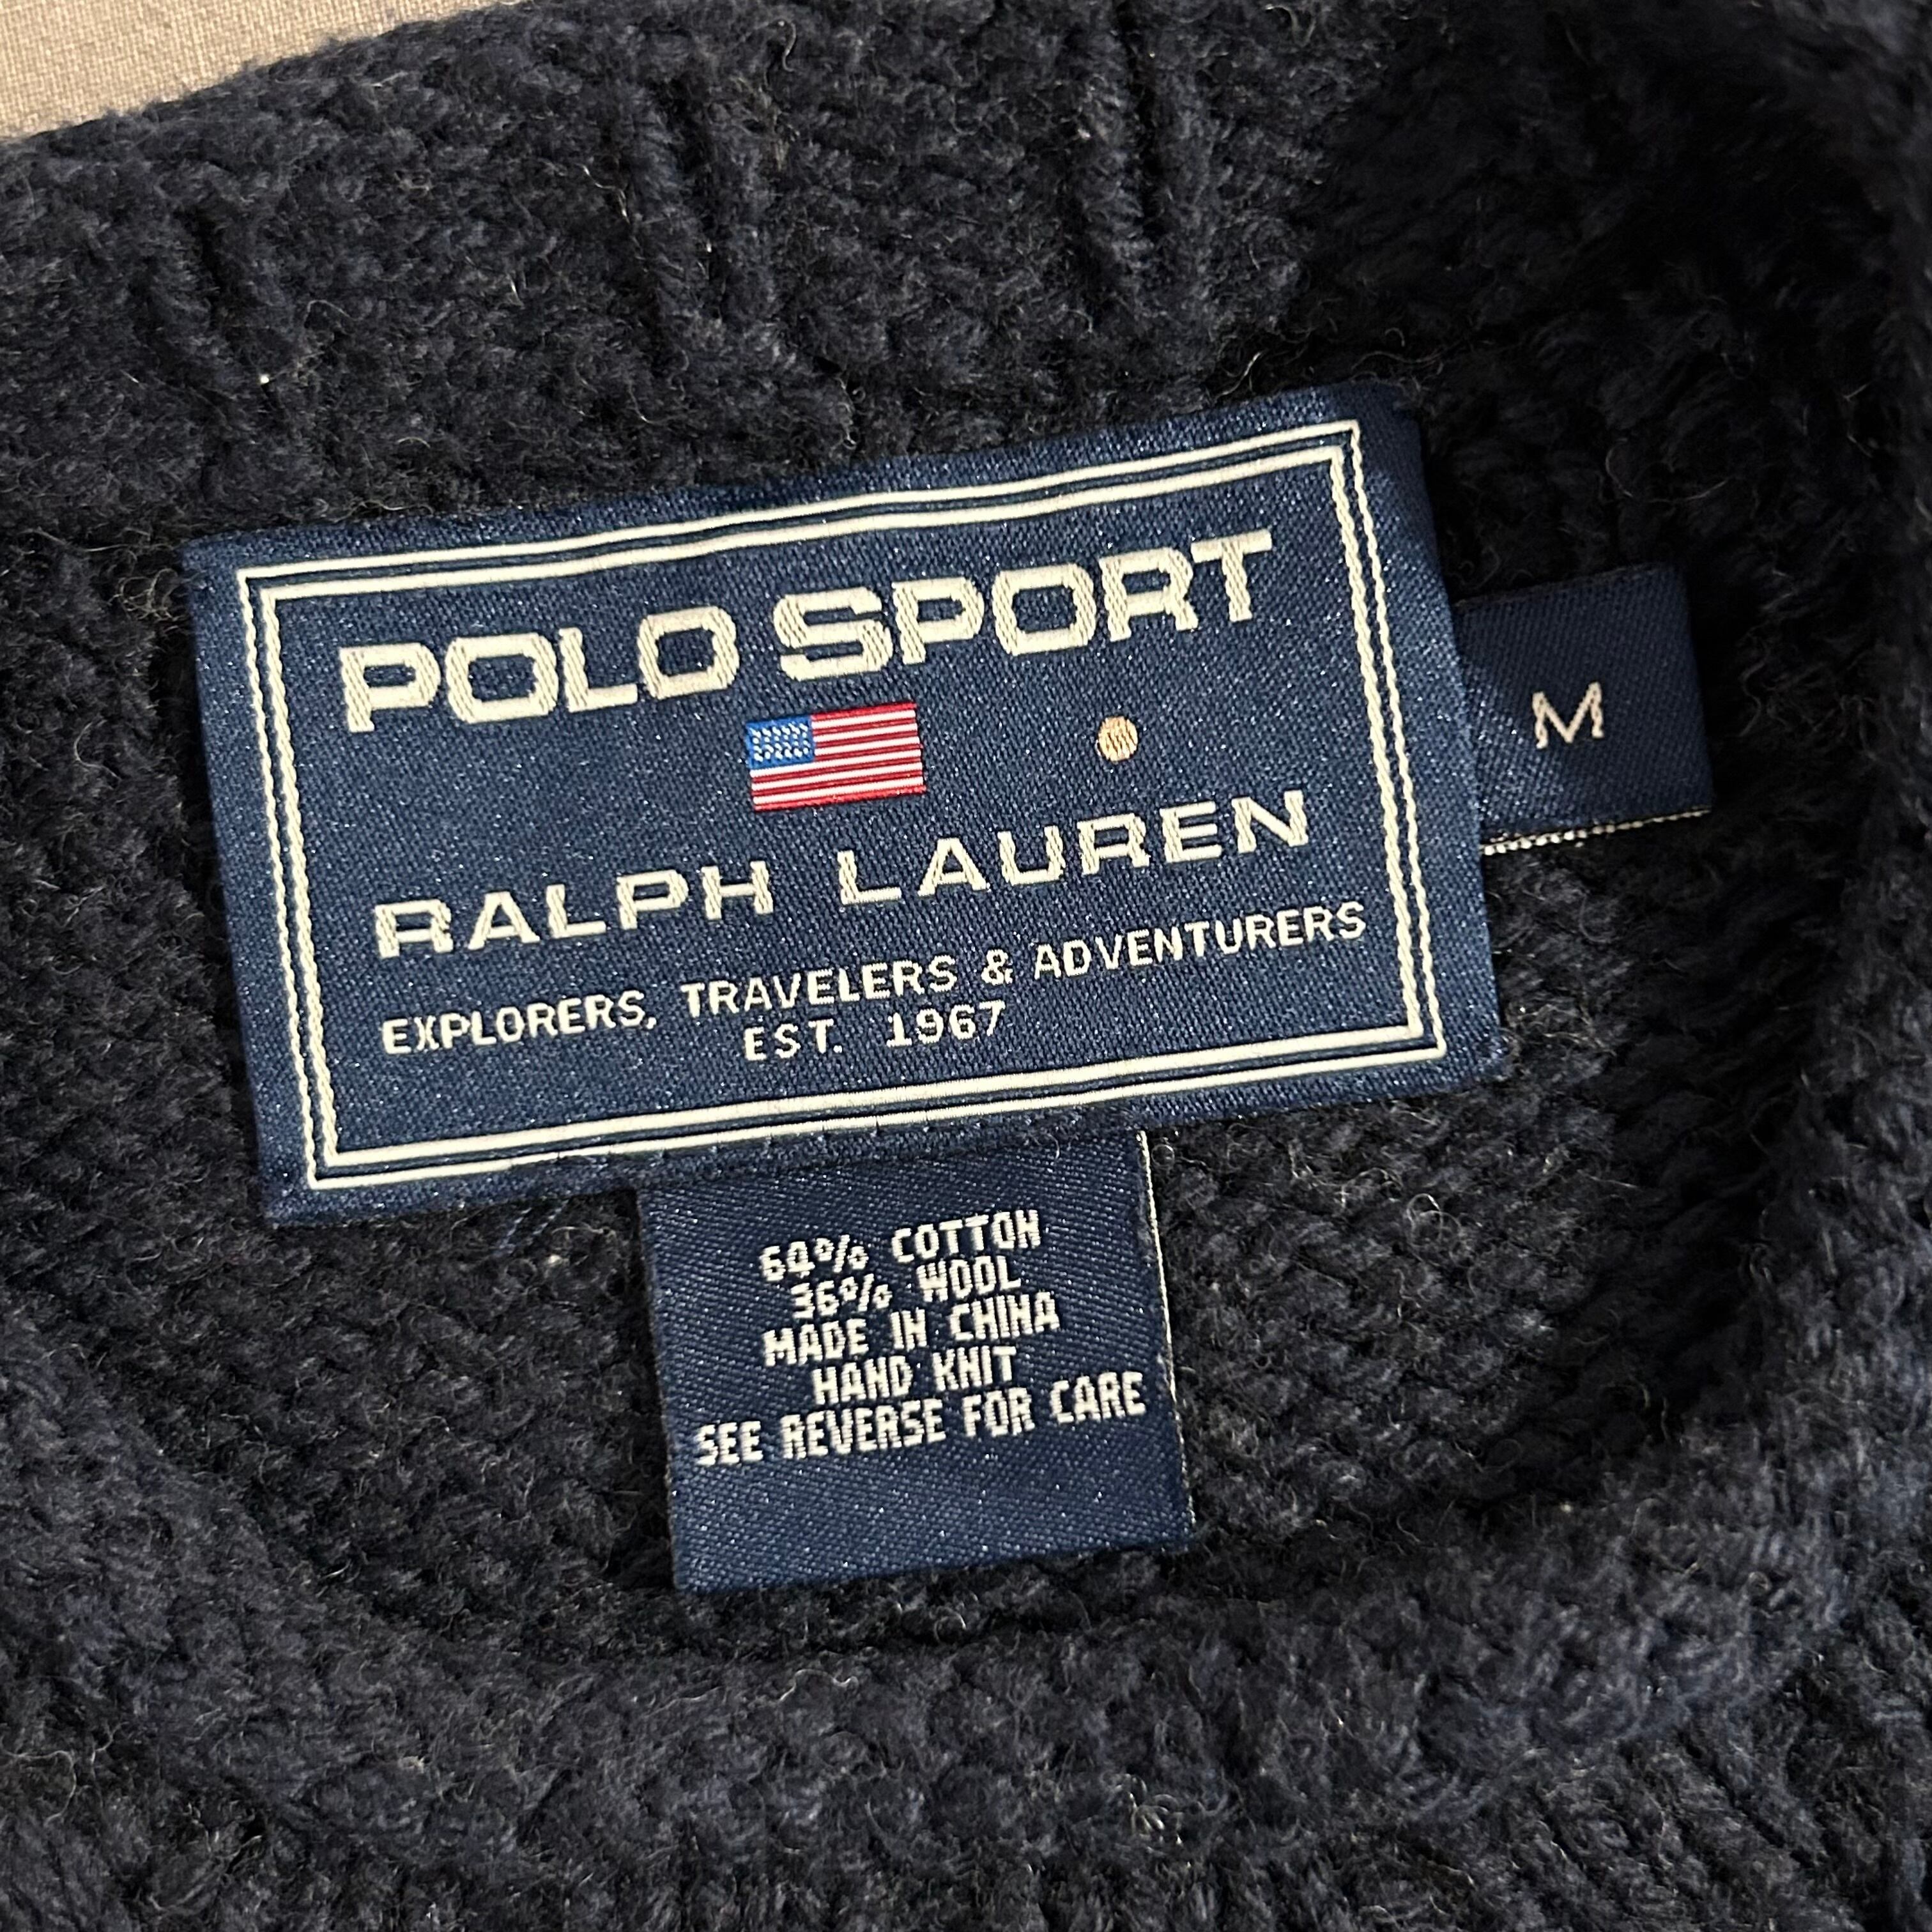 POLO SPORT
RALPH LAUREN
EXPLORERS, TRAVELERS & ADVENTURERS
EST. 1967
M
64% COTTON
36% WOOL
MADE IN CHINA
HAND KNIT
SEE REVERSE FOR CARE